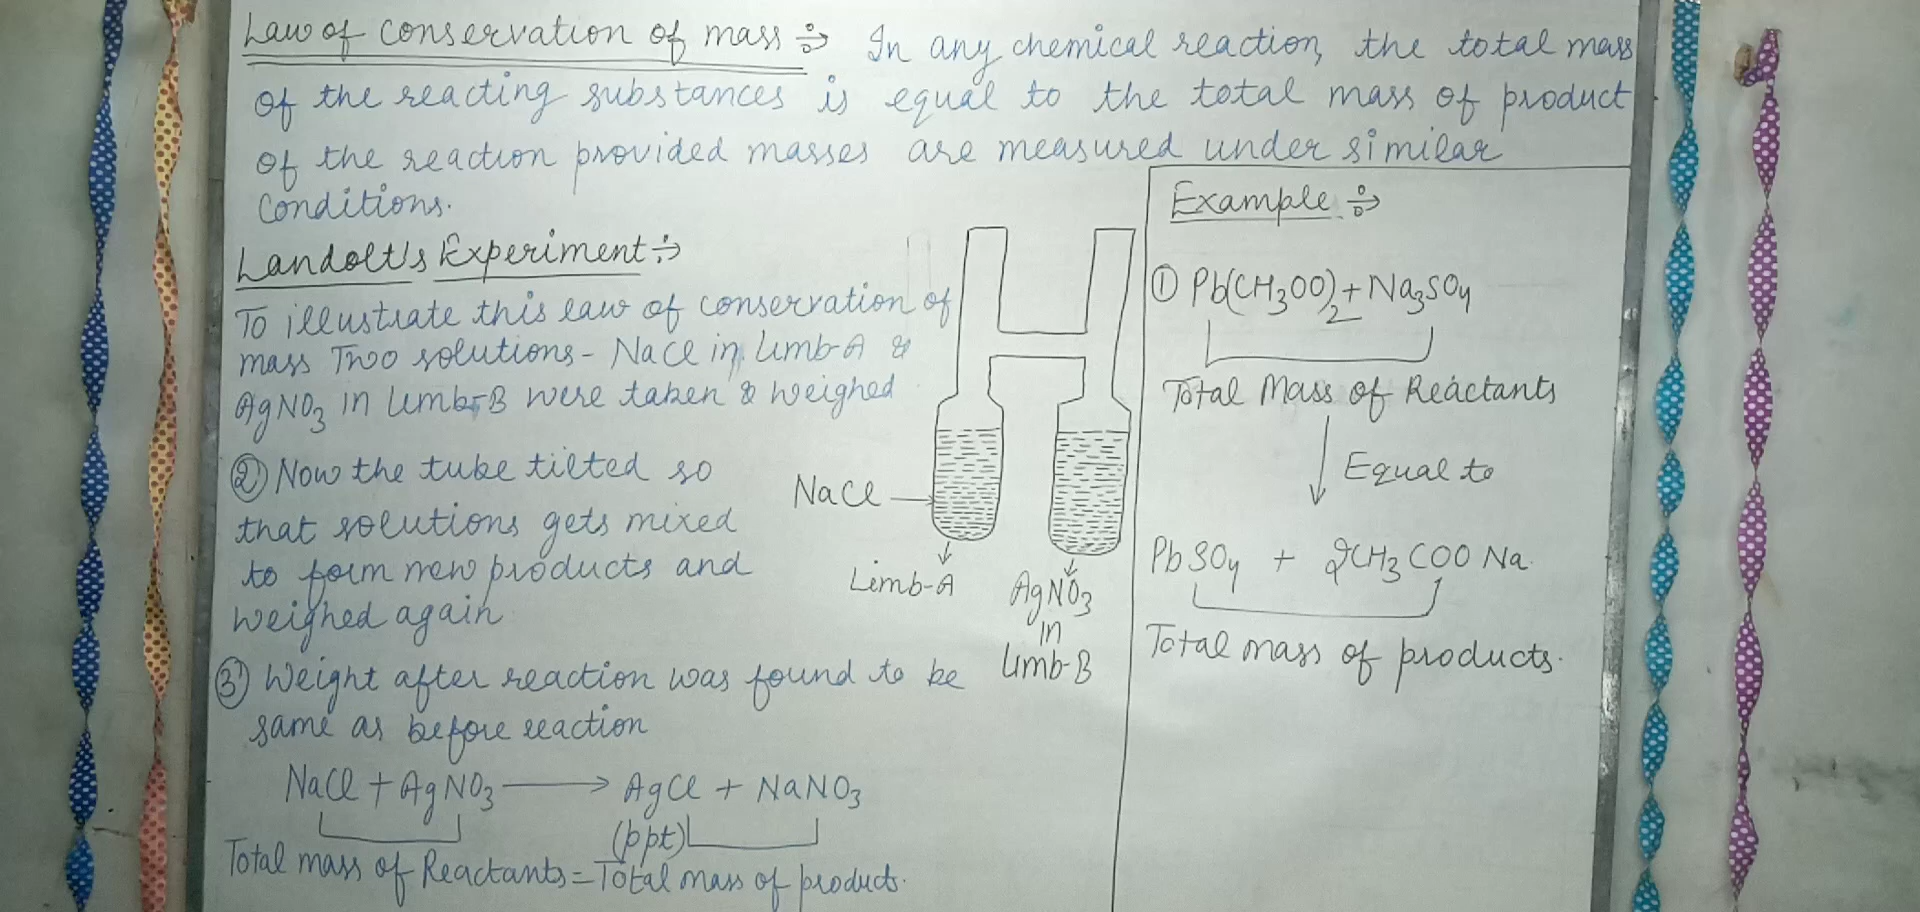 Law of conservation of mass ÷> In any chemical reaction, the total mass
of the reacting substances is equal to the total mass of product
of the reaction provided masses are measured under similar
Conditions.
Landolt's Experiment ÷>
To illustrate this law of conservation of
mass Two solutions - NaCl in limb-A &
AgNO3 in limb-B were taken & weighed
② Now the tube tilted so
that solutions gets mixed
to form new products and
weighed again
③ Weight after reaction was found to be
same as before reaction
NaCl + AgNO3 → AgCl + NaNO3
(ppt)
Total mass of Reactants = Total mass of product.
NaCl
Limb-A
AgNO3
in
limb-B
Example ÷>
① Pb(CH3OO)2 + Na3SO4
Total Mass of Reactants
Equal to
PbSO4 + 2CH3COONa.
Total mass of products.